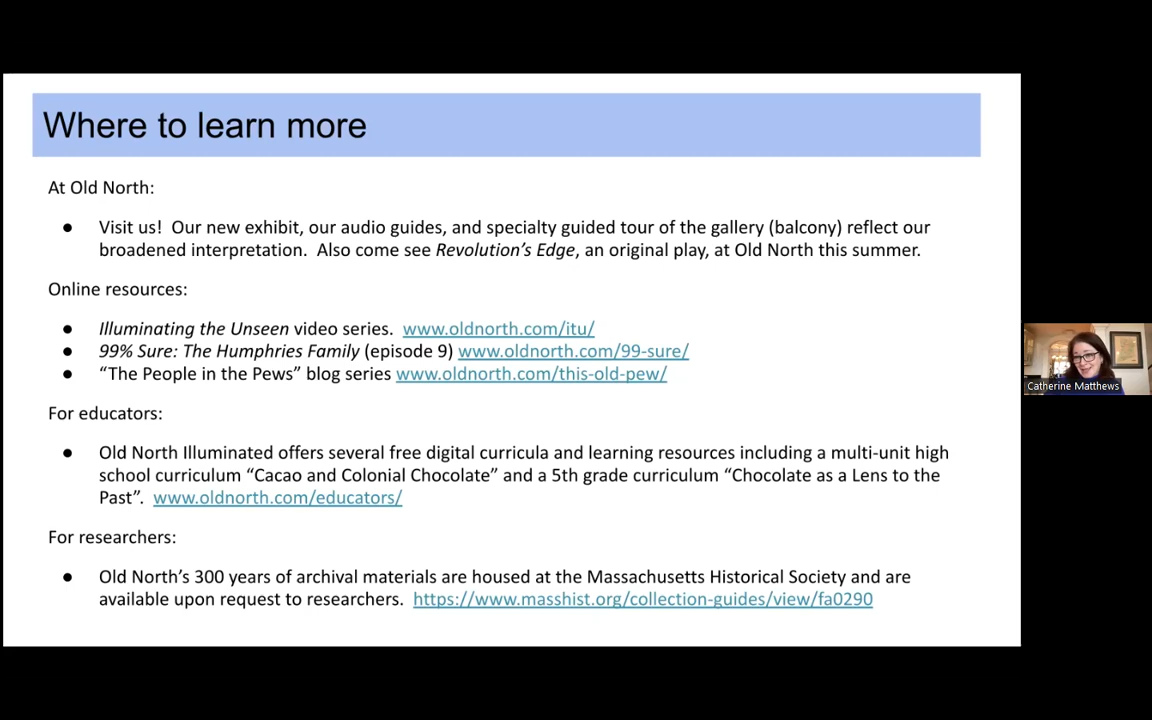 Where to learn more
At Old North:
● Visit us!  Our new exhibit, our audio guides, and specialty guided tour of the gallery (balcony) reflect our
broadened interpretation.  Also come see Revolution’s Edge, an original play, at Old North this summer.
Online resources:
● Illuminating the Unseen video series.  www.oldnorth.com/itu/
● 99% Sure: The Humphries Family (episode 9) www.oldnorth.com/99-sure/
● “The People in the Pews” blog series www.oldnorth.com/this-old-pew/
For educators:
● Old North Illuminated offers several free digital curricula and learning resources including a multi-unit high
school curriculum “Cacao and Colonial Chocolate” and a 5th grade curriculum “Chocolate as a Lens to the
Past”.  www.oldnorth.com/educators/
For researchers:
● Old North’s 300 years of archival materials are housed at the Massachusetts Historical Society and are
available upon request to researchers.  https://www.masshist.org/collection-guides/view/fa0290
Catherine Matthews